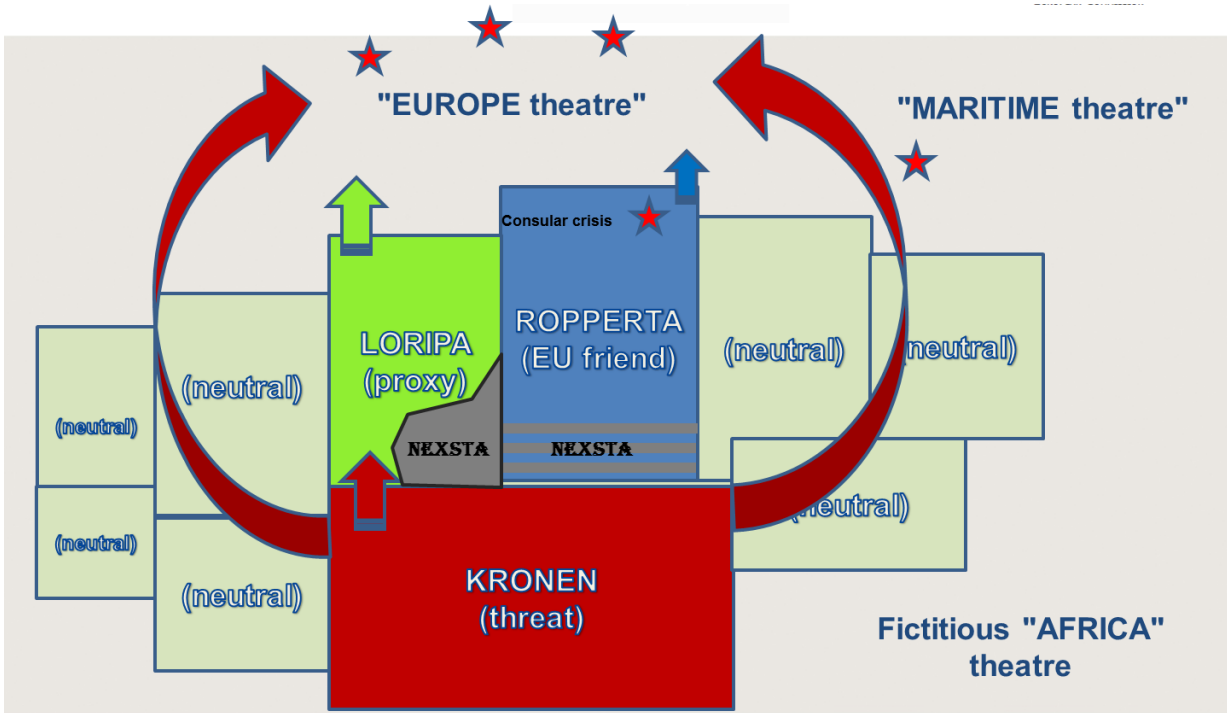 "EUROPE theatre"
"MARITIME theatre"
Consular crisis
LORIPA
(proxy)
ROPPERTA
(EU friend)
(neutral)
(neutral)
(neutral)
(neutral)
NEXSTA
NEXSTA
(neutral)
(neutral)
(neutral)
KRONEN
(threat)
Fictitious "AFRICA"
theatre